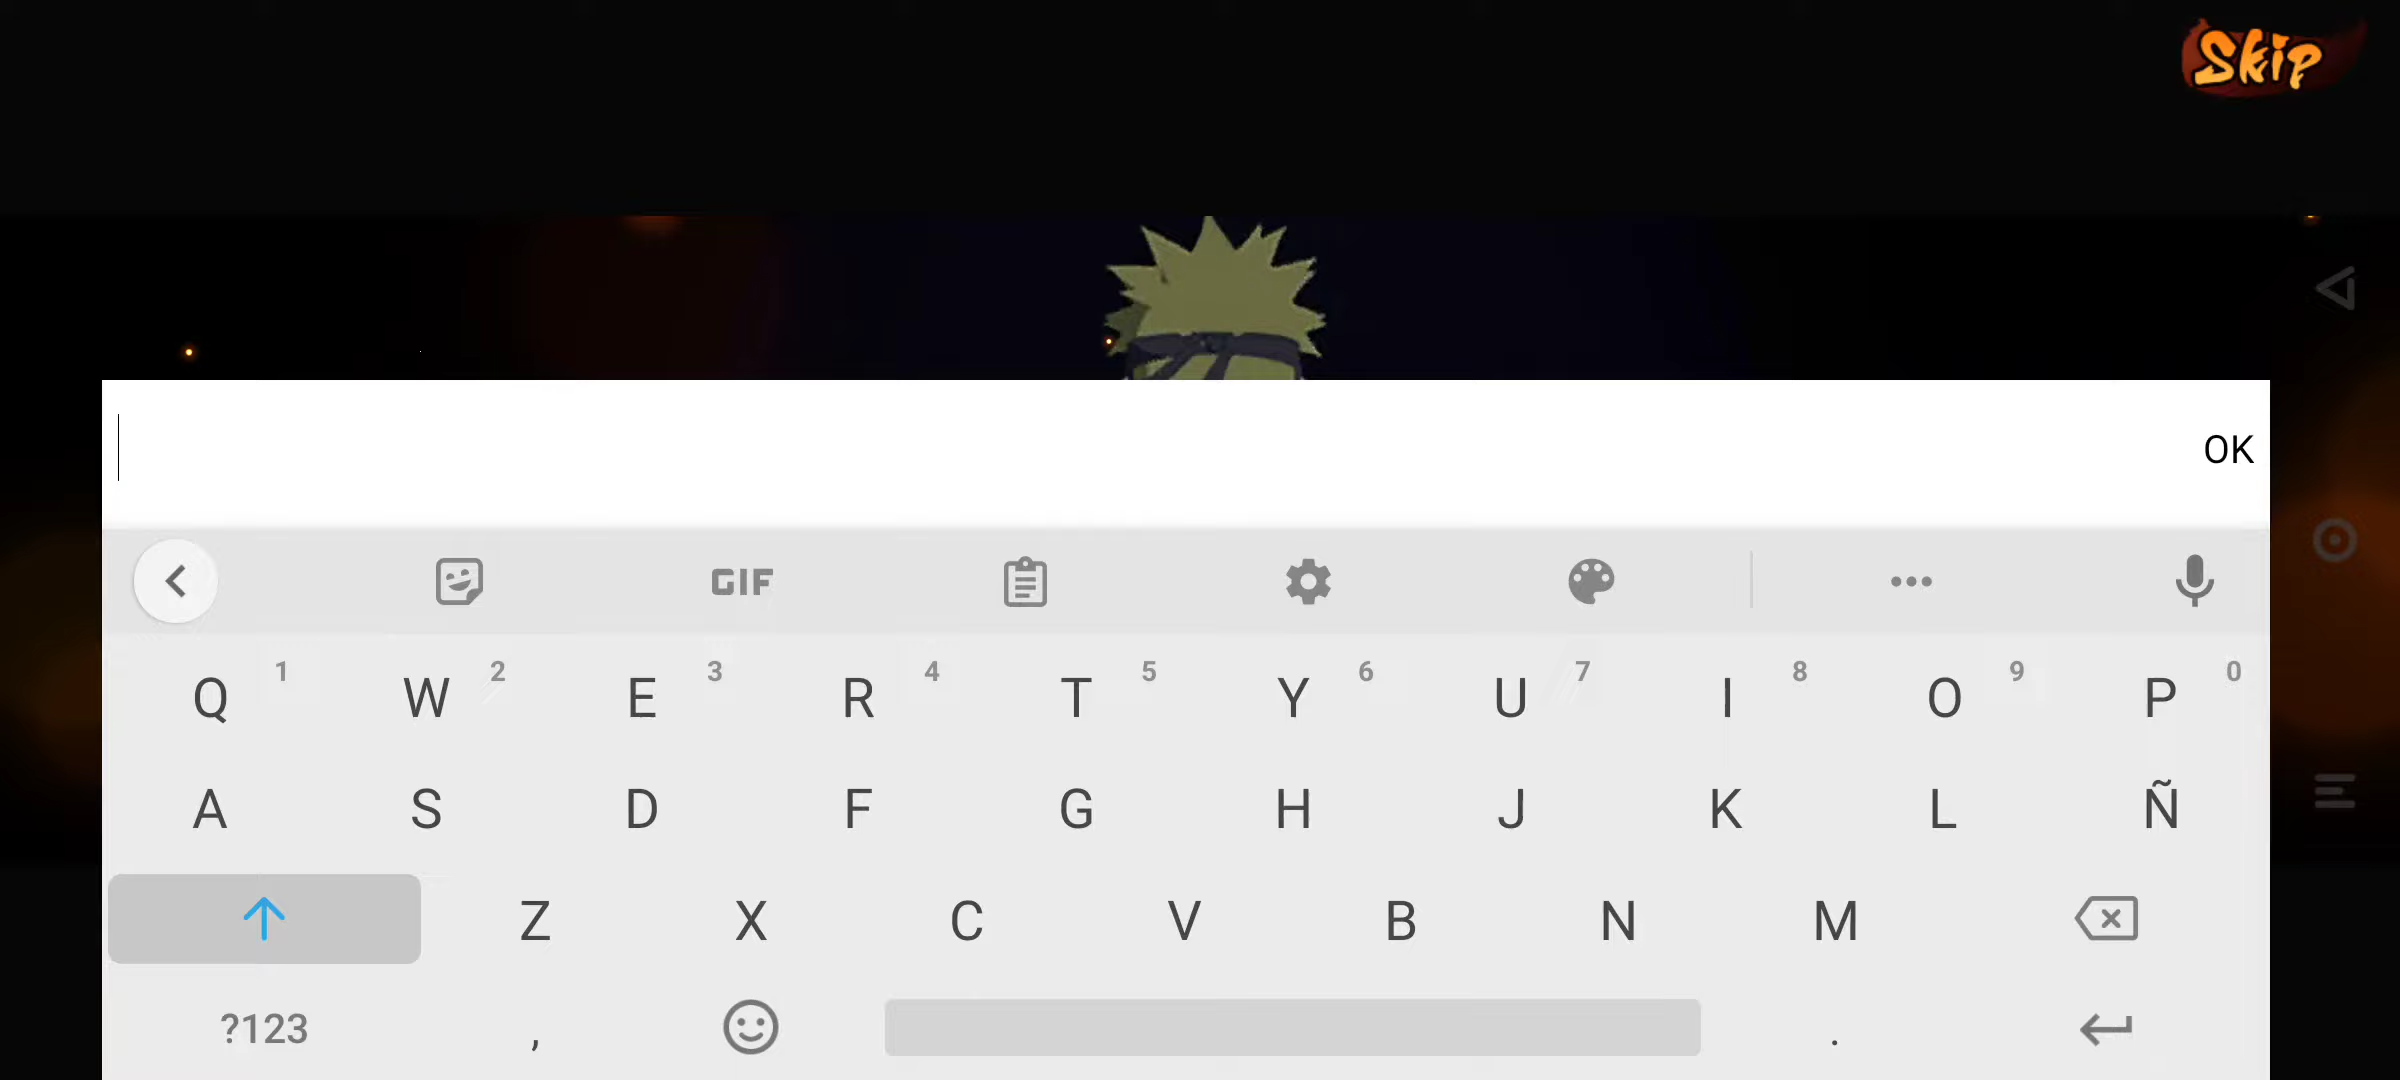 Skip
OK
GIF
Q 1 W 2 E 3 R 4 T 5 Y 6 U 7 I 8 O 9 P 0
A S D F G H J K L Ñ
Z X C V B N M
?123 , .